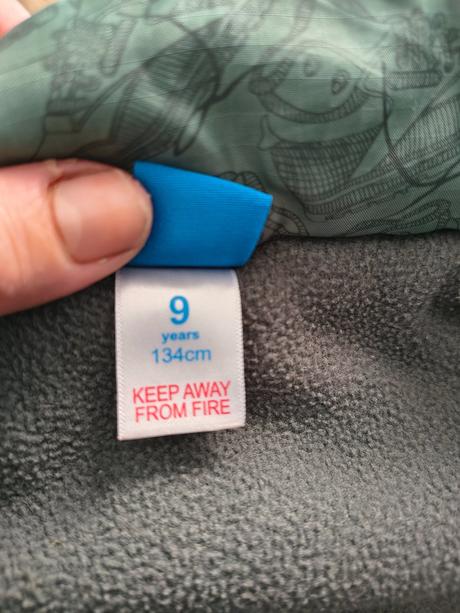 9
years
134cm
KEEP AWAY
FROM FIRE